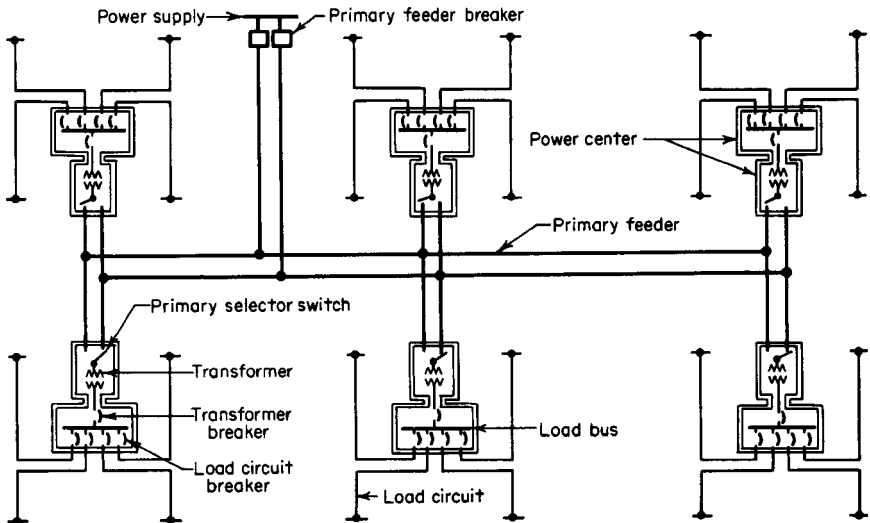 Power supply
Primary feeder breaker
Power center
Primary feeder
Primary selector switch
Transformer
Transformer
breaker
Load bus
Load circuit
breaker
Load circuit